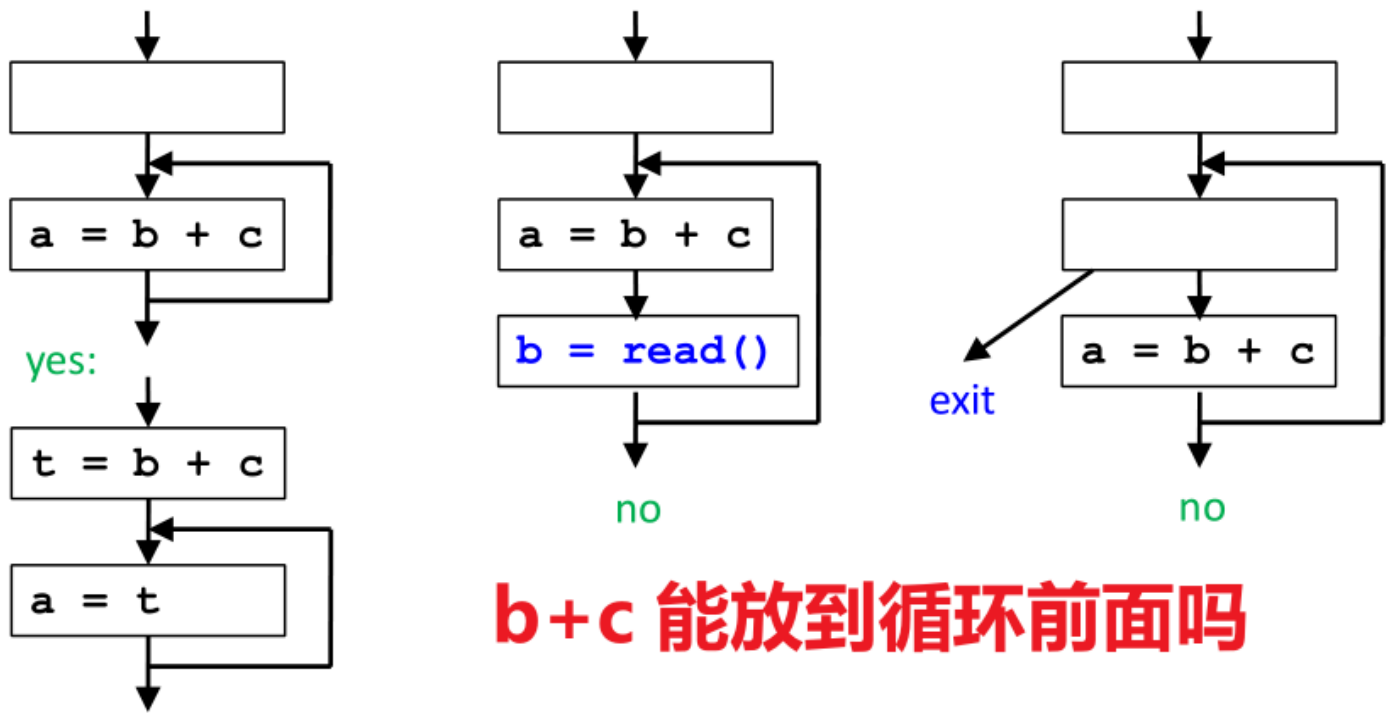 a = b + c
yes:
t = b + c
a = t
a = b + c
b = read()
no
exit
a = b + c
no
b+c 能放到循环前面吗